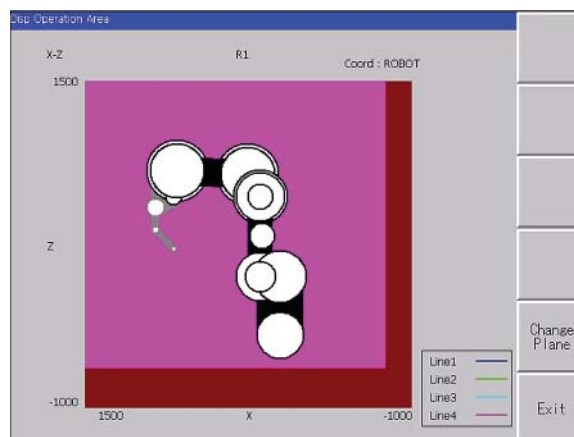 Disp Operation Area
X-Z
R1
Coord : ROBOT
1500
Z
-1000
1500
X
-1000
Line1
Line2
Line3
Line4
Change
Plane
Exit